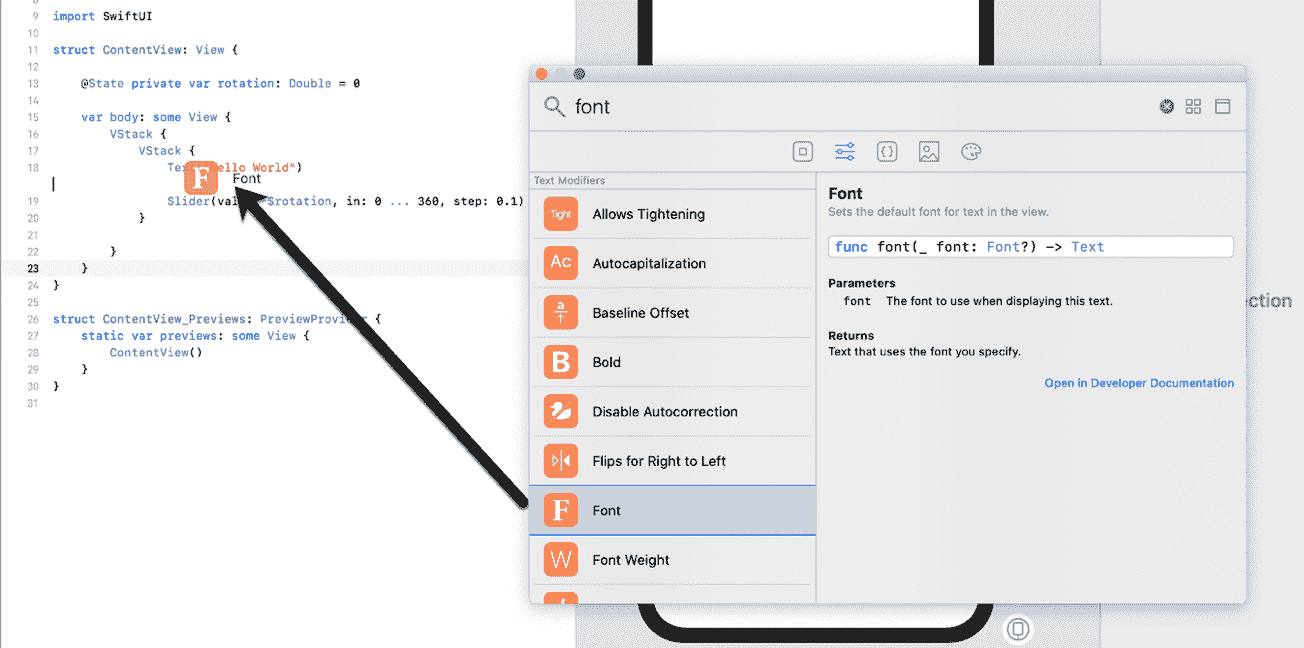 9 import SwiftUI
10
11 struct ContentView: View {
12
13 @State private var rotation: Double = 0
14
15 var body: some View {
16 VStack {
17 VStack {
18 Tex ello World")
F Font
19 Slider(val $rotation, in: 0 ... 360, step: 0.1)
20 }
21
22 }
23 }
24 }
25
26 struct ContentView_Previews: PreviewProvider {
27 static var previews: some View {
28 ContentView()
29 }
30 }
31
font
{}
Text Modifiers
Tight Allows Tightening
Ac Autocapitalization
a Baseline Offset
B Bold
Disable Autocorrection
Flips for Right to Left
F Font
W Font Weight
Font
Sets the default font for text in the view.
func font(_ font: Font?) -> Text
Parameters
font The font to use when displaying this text.
Returns
Text that uses the font you specify.
Open in Developer Documentation
ction